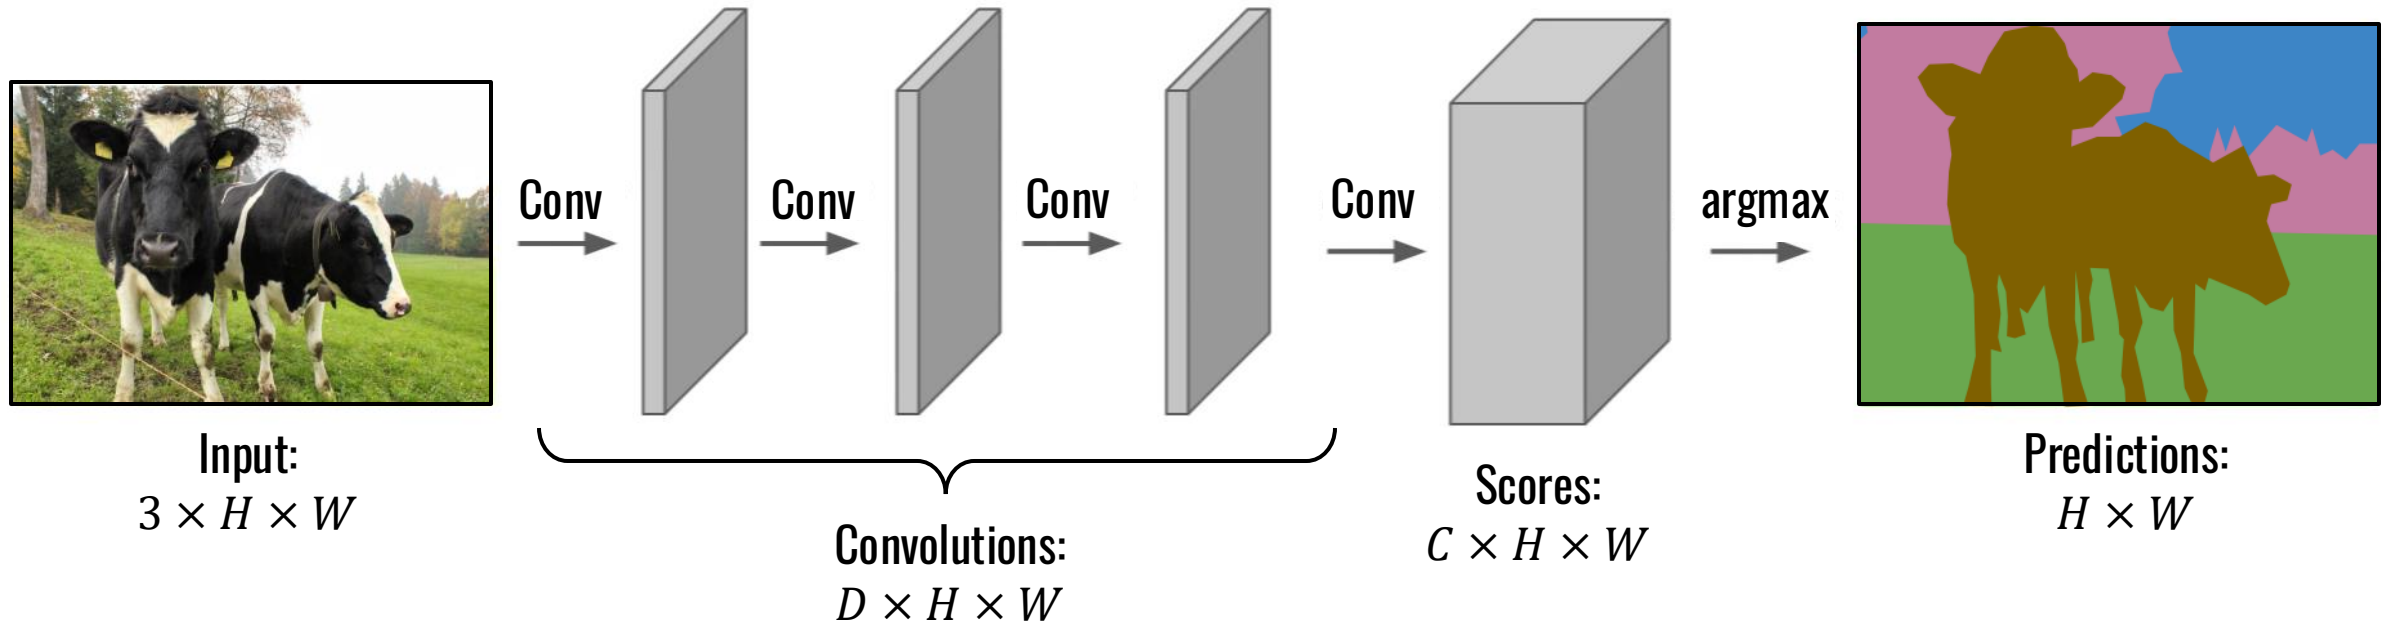 Conv
Conv
Conv
Conv
argmax
Input:
3 × H × W
Convolutions:
D × H × W
Scores:
C × H × W
Predictions:
H × W